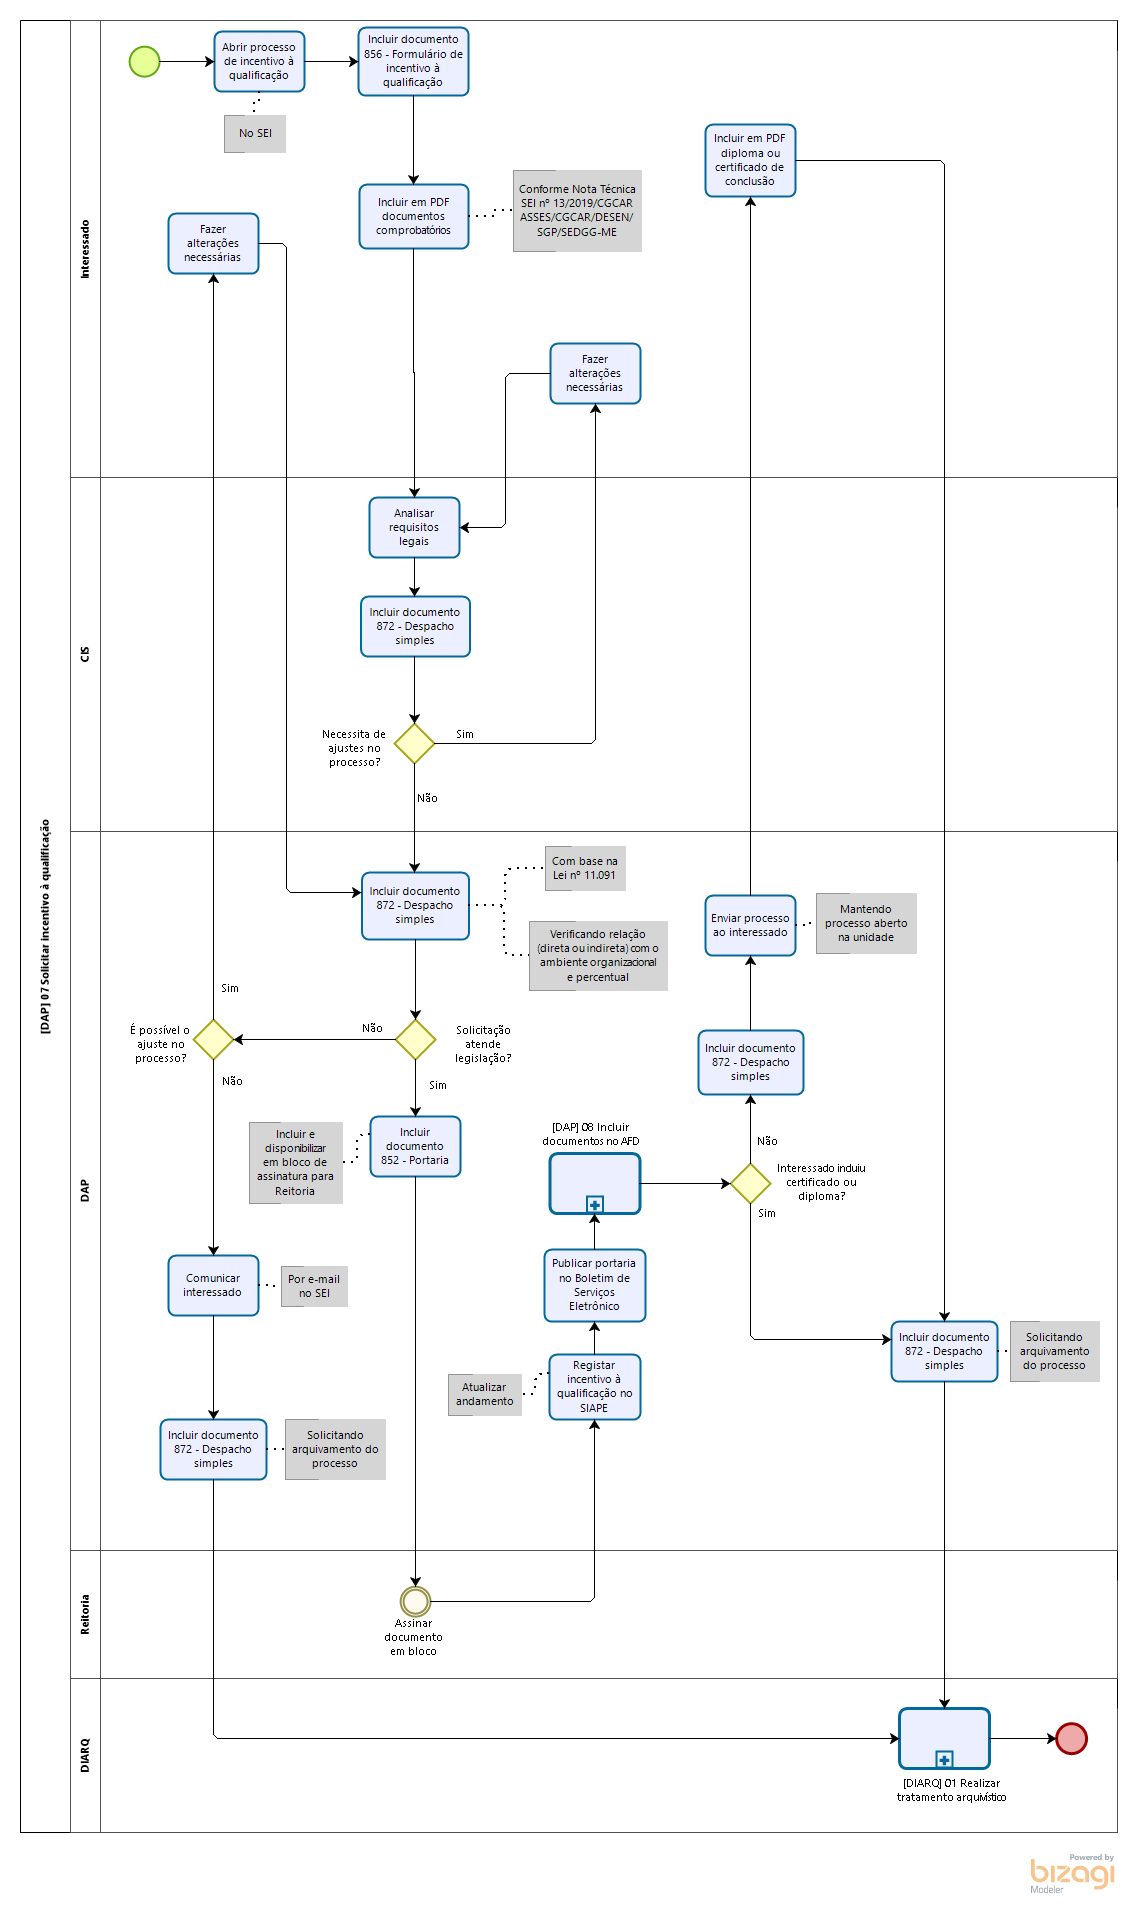 [DAP] 07 Solicitar incentivo à qualificação
Interessado
Abrir processo
de incentivo à
qualificação
Incluir documento
856 - Formulário de
incentivo à
qualificação
No SEI
Incluir em PDF
diploma ou
certificado de
conclusão
Incluir em PDF
documentos
comprobatórios
Conforme Nota Técnica
SEI nº 13/2019/CGCAR
ASSES/CGCAR/DESEN/
SGP/SEDGG-ME
Fazer
alterações
necessárias
Fazer
alterações
necessárias
CIS
Analisar
requisitos
legais
Incluir documento
872 - Despacho
simples
Necessita de
ajustes no
processo?
Sim
Não
DAP
Incluir documento
872 - Despacho
simples
Com base na
Lei nº 11.091
Verificando relação
(direta ou indireta) com o
ambiente organizacional
e percentual
Enviar processo
ao interessado
Mantendo
processo aberto
na unidade
Sim
É possível o
ajuste no
processo?
Não
Não
Solicitação
atende
legislação?
Sim
Incluir documento
872 - Despacho
simples
Incluir e
disponibilizar
em bloco de
assinatura para
Reitoria
Incluir
documento
852 - Portaria
[DAP] 08 Incluir
documentos no AFD
Não
Interessado incluiu
certificado ou
diploma?
Sim
Comunicar
interessado
Por e-mail
no SEI
Publicar portaria
no Boletim de
Serviços
Eletrônico
Incluir documento
872 - Despacho
simples
Solicitando
arquivamento
do processo
Atualizar
andamento
Registar
incentivo à
qualificação no
SIAPE
Incluir documento
872 - Despacho
simples
Solicitando
arquivamento do
processo
Reitoria
Assinar
documento
em bloco
DIARQ
[DIARQ] 01 Realizar
tratamento arquivístico
Powered by
bizagi
Modeler